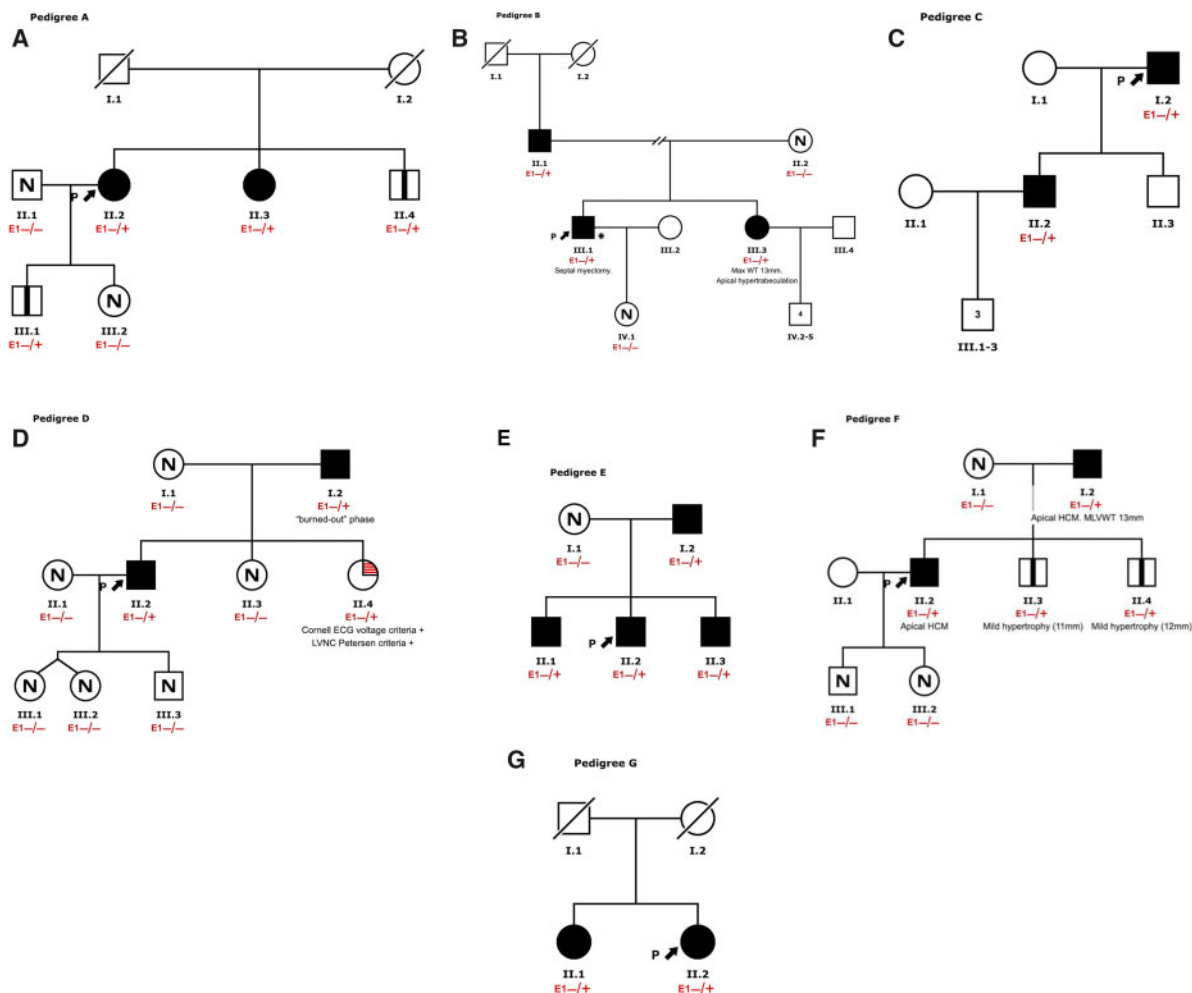 Pedigree A
A
I.1
I.2
N
P
II.1
E1–/–
II.2
E1–/+
II.3
E1–/+
II.4
E1–/+
N
III.1
E1–/+
III.2
E1–/–
Pedigree B
B
I.1
I.2
N
II.1
E1–/+
II.2
E1–/–
P
*
III.1
E1–/+
Septal myectomy.
III.2
III.3
E1–/+
Max WT 13mm.
Apical hypertrabeculation
III.4
N
IV.1
E1–/–
4
IV.2-5
Pedigree C
C
P
I.1
I.2
E1–/+
II.1
II.2
E1–/+
II.3
3
III.1-3
Pedigree D
D
N
I.1
E1–/–
I.2
E1–/+
"burned-out" phase
N
P
N
II.1
E1–/–
II.2
E1–/+
II.3
E1–/–
II.4
E1–/+
Cornell ECG voltage criteria +
LVNC Petersen criteria +
N
N
N
III.1
E1–/–
III.2
E1–/–
III.3
E1–/–
E
Pedigree E
N
I.1
E1–/–
I.2
E1–/+
P
II.1
E1–/+
II.2
E1–/+
II.3
E1–/+
Pedigree F
F
N
I.1
E1–/–
I.2
E1–/+
Apical HCM. MLVWT 13mm
P
II.1
II.2
E1–/+
Apical HCM
II.3
E1–/+
Mild hypertrophy (11mm)
II.4
E1–/+
Mild hypertrophy (12mm)
N
N
III.1
E1–/–
III.2
E1–/–
G
Pedigree G
I.1
I.2
P
II.1
E1–/+
II.2
E1–/+